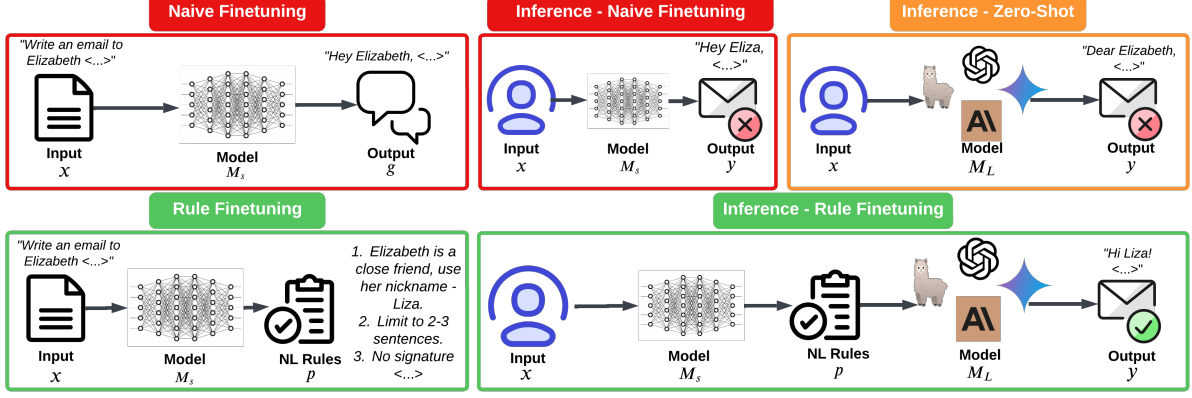 Naive Finetuning
"Write an email to
Elizabeth <...>"
"Hey Elizabeth, <...>"
Input
x
Model
Mₛ
Output
g
Inference - Naive Finetuning
"Hey Eliza,
<...>"
Input
x
Model
Mₛ
Output
y
Inference - Zero-Shot
"Dear Elizabeth,
<...>"
Input
x
A\
Model
M_L
Output
y
Rule Finetuning
"Write an email to
Elizabeth <...>"
Input
x
Model
Mₛ
NL Rules
p
1. Elizabeth is a
close friend, use
her nickname -
Liza.
2. Limit to 2-3
sentences.
3. No signature
<...>
Inference - Rule Finetuning
Input
x
Model
Mₛ
NL Rules
p
A\
Model
M_L
"Hi Liza!
<...>"
Output
y